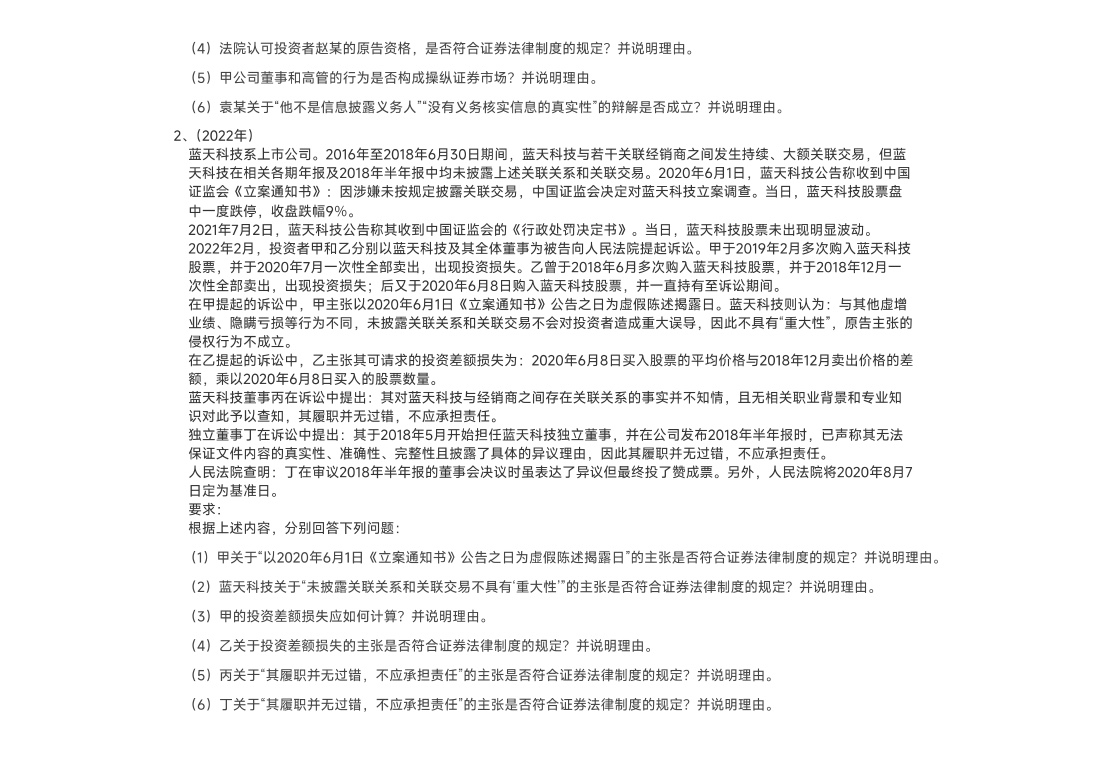 （4）法院认可投资者赵某的原告资格，是否符合证券法律制度的规定？并说明理由。
（5）甲公司董事和高管的行为是否构成操纵证券市场？并说明理由。
（6）袁某关于“他不是信息披露义务人”“没有义务核实信息的真实性”的辩解是否成立？并说明理由。
2、（2022年）
蓝天科技系上市公司。2016年至2018年6月30日期间，蓝天科技与若干关联经销商之间发生持续、大额关联交易，但蓝
天科技在相关各期年报及2018年半年报中均未披露上述关联关系和关联交易。2020年6月1日，蓝天科技公告称收到中国
证监会《立案通知书》：因涉嫌未按规定披露关联交易，中国证监会决定对蓝天科技立案调查。当日，蓝天科技股票盘
中一度跌停，收盘跌幅9%。
2021年7月2日，蓝天科技公告称其收到中国证监会的《行政处罚决定书》。当日，蓝天科技股票未出现明显波动。
2022年2月，投资者甲和乙分别以蓝天科技及其全体董事为被告向人民法院提起诉讼。甲于2019年2月多次购入蓝天科技
股票，并于2020年7月一次性全部卖出，出现投资损失。乙曾于2018年6月多次购入蓝天科技股票，并于2018年12月一
次性全部卖出，出现投资损失；后又于2020年6月8日购入蓝天科技股票，并一直持有至诉讼期间。
在甲提起的诉讼中，甲主张以2020年6月1日《立案通知书》公告之日为虚假陈述揭露日。蓝天科技则认为：与其他虚增
业绩、隐瞒亏损等行为不同，未披露关联关系和关联交易不会对投资者造成重大误导，因此不具有“重大性”，原告主张的
侵权行为不成立。
在乙提起的诉讼中，乙主张其可请求的投资差额损失为：2020年6月8日买入股票的平均价格与2018年12月卖出价格的差
额，乘以2020年6月8日买入的股票数量。
蓝天科技董事丙在诉讼中提出：其对蓝天科技与经销商之间存在关联关系的事实并不知情，且无相关职业背景和专业知
识对此予以查知，其履职并无过错，不应承担责任。
独立董事丁在诉讼中提出：其于2018年5月开始担任蓝天科技独立董事，并在公司发布2018年半年报时，已声称其无法
保证文件内容的真实性、准确性、完整性且披露了具体的异议理由，因此其履职并无过错，不应承担责任。
人民法院查明：丁在审议2018年半年报的董事会决议时虽表达了异议但最终投了赞成票。另外，人民法院将2020年8月7
日定为基准日。
要求：
根据上述内容，分别回答下列问题：
（1）甲关于“以2020年6月1日《立案通知书》公告之日为虚假陈述揭露日”的主张是否符合证券法律制度的规定？并说明理由。
（2）蓝天科技关于“未披露关联关系和关联交易不具有‘重大性’”的主张是否符合证券法律制度的规定？并说明理由。
（3）甲的投资差额损失应如何计算？并说明理由。
（4）乙关于投资差额损失的主张是否符合证券法律制度的规定？并说明理由。
（5）丙关于“其履职并无过错，不应承担责任”的主张是否符合证券法律制度的规定？并说明理由。
（6）丁关于“其履职并无过错，不应承担责任”的主张是否符合证券法律制度的规定？并说明理由。